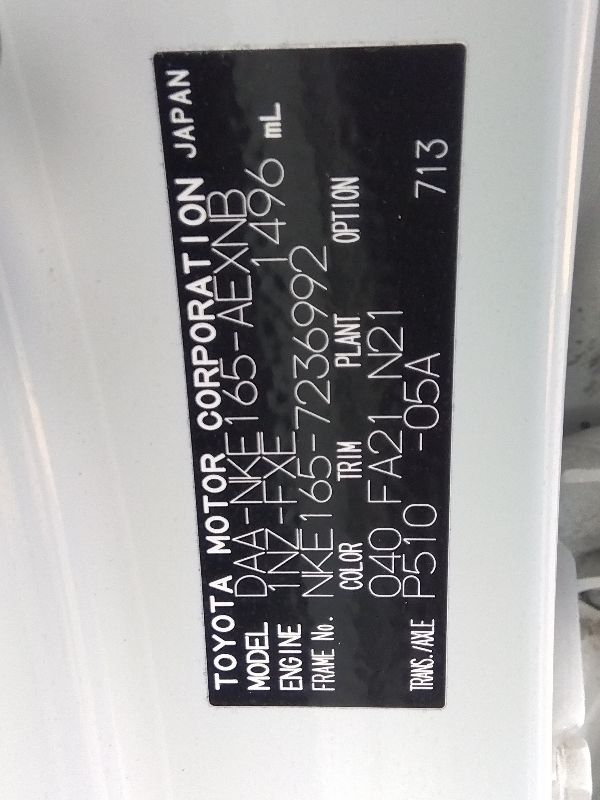 TOYOTA MOTOR CORPORATION JAPAN
MODEL DAA-NKE165-AEXNB
ENGINE 1NZ-FXE 1496 mL
FRAME No. NKE165-7236992
COLOR TRIM PLANT OPTION
040 FA21 N21
TRANS./AXLE P510 -05A 713